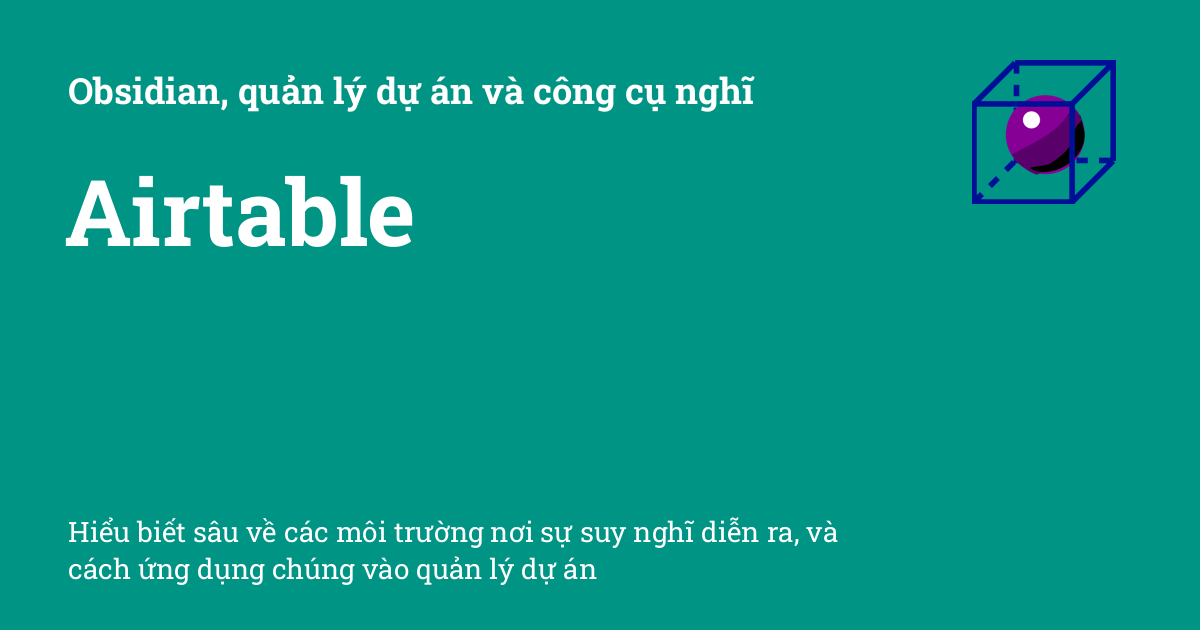 Obsidian, quản lý dự án và công cụ nghĩ
Airtable
Hiểu biết sâu về các môi trường nơi sự suy nghĩ diễn ra, và
cách ứng dụng chúng vào quản lý dự án